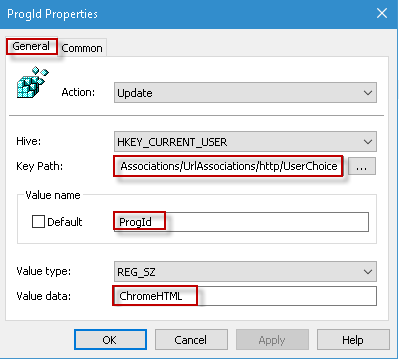 ProgId Properties
General Common
Action: Update
Hive: HKEY_CURRENT_USER
Key Path: Associations/UrlAssociations/http/UserChoice ...
Value name
Default ProgId
Value type: REG_SZ
Value data: ChromeHTML
OK Cancel Apply Help